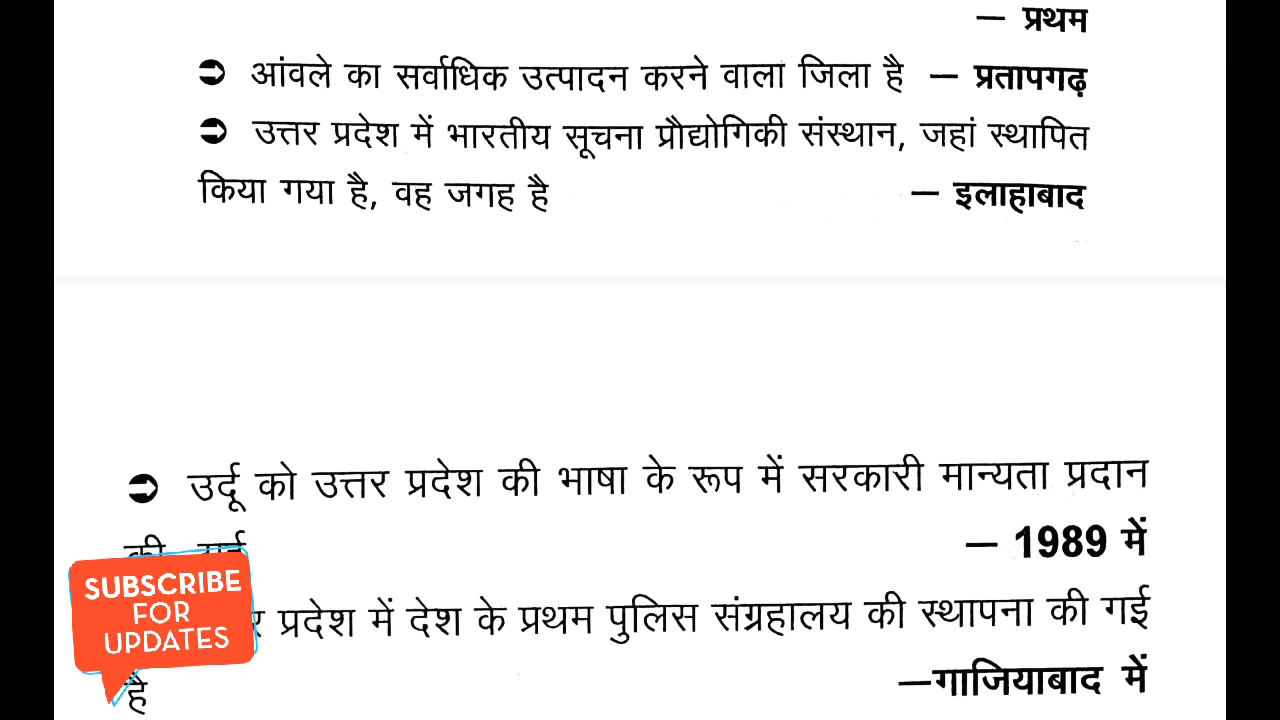 — प्रथम
➲ आंवले का सर्वाधिक उत्पादन करने वाला जिला है — प्रतापगढ़
➲ उत्तर प्रदेश में भारतीय सूचना प्रौद्योगिकी संस्थान, जहां स्थापित
किया गया है, वह जगह है — इलाहाबाद
➲ उर्दू को उत्तर प्रदेश की भाषा के रूप में सरकारी मान्यता प्रदान
— 1989 में
प्रदेश में देश के प्रथम पुलिस संग्रहालय की स्थापना की गई
है —गाजियाबाद में
SUBSCRIBE
FOR
UPDATES